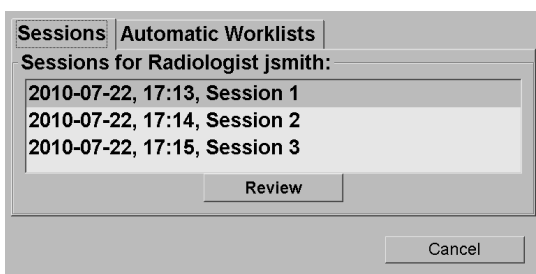 Sessions Automatic Worklists
Sessions for Radiologist jsmith:
2010-07-22, 17:13, Session 1
2010-07-22, 17:14, Session 2
2010-07-22, 17:15, Session 3
Review
Cancel